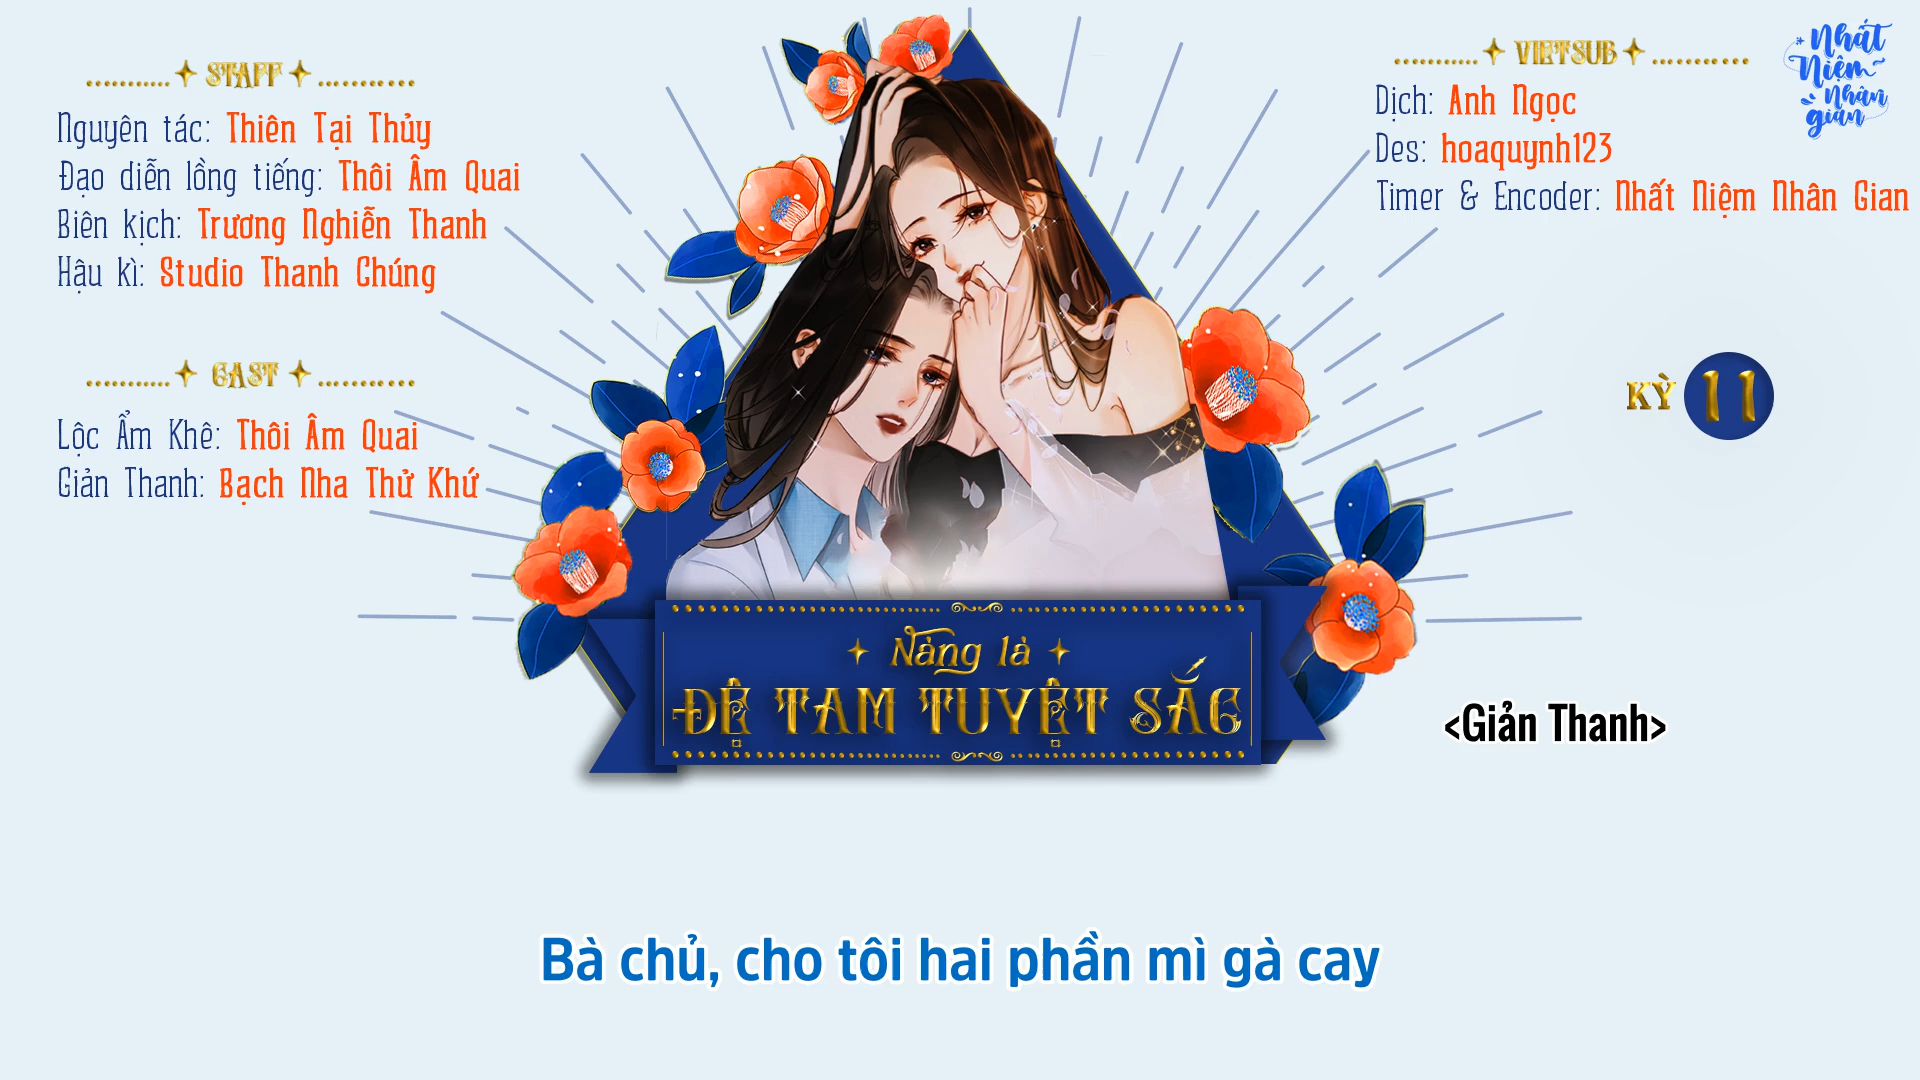 STAFF
Nguyên tác: Thiên Tại Thủy
Đạo diễn lồng tiếng: Thôi Âm Quai
Biên kịch: Trương Nghiễn Thanh
Hậu kì: Studio Thanh Chúng
CAST
Lộc Ẩm Khê: Thôi Âm Quai
Giản Thanh: Bạch Nha Thử Khứ
VIETSUB
Dịch: Anh Ngọc
Des: hoaquynh123
Timer & Encoder: Nhất Niệm Nhân Gian
Nhất
Niệm
Nhân
gian
KỲ 11
Nàng là
ĐỆ TAM TUYỆT SẮC
<Giản Thanh>
Bà chủ, cho tôi hai phần mì gà cay